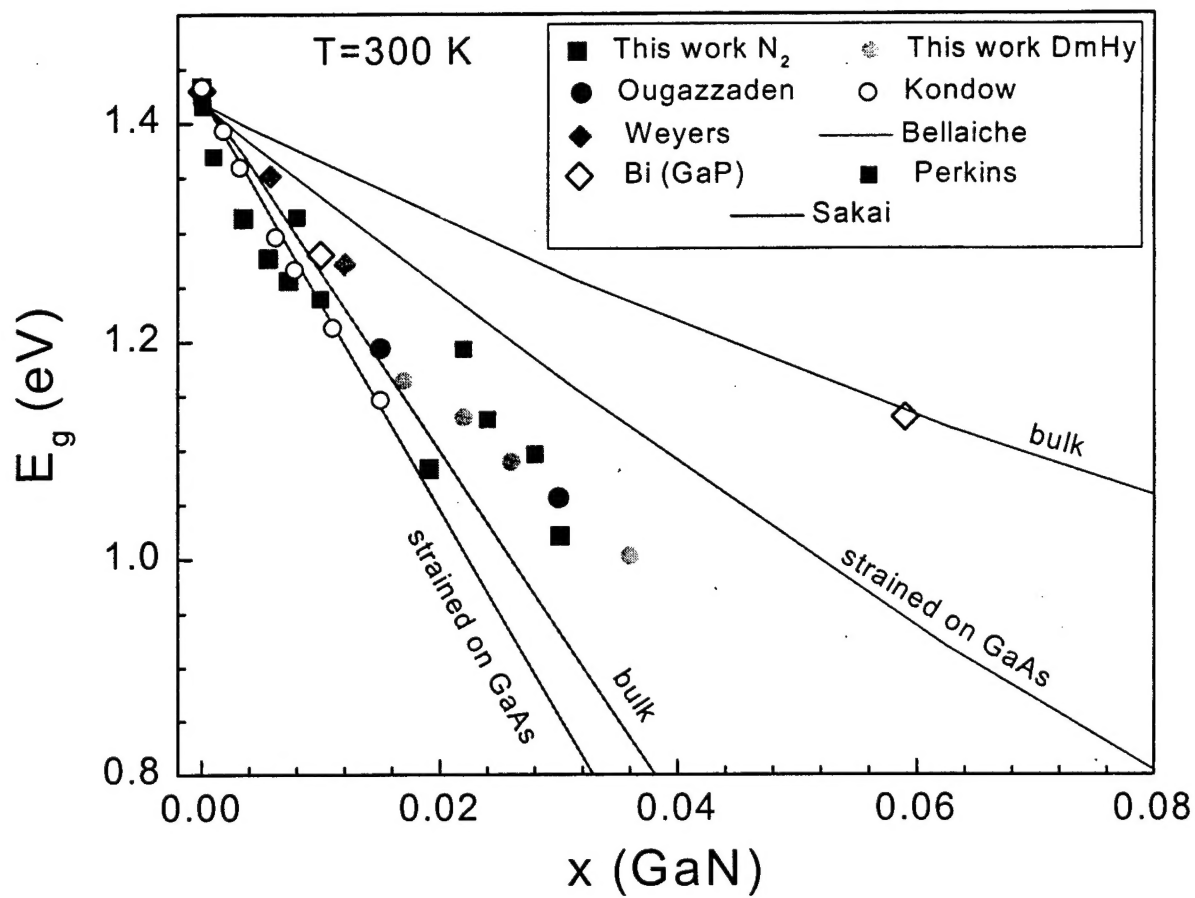 T=300 K
This work N₂
This work DmHy
Ougazzaden
Kondow
Weyers
Bellaiche
Bi (GaP)
Perkins
Sakai
1.4
1.2
1.0
0.8
E_g (eV)
bulk
strained on GaAs
strained on GaAs
bulk
0.00
0.02
0.04
0.06
0.08
x (GaN)